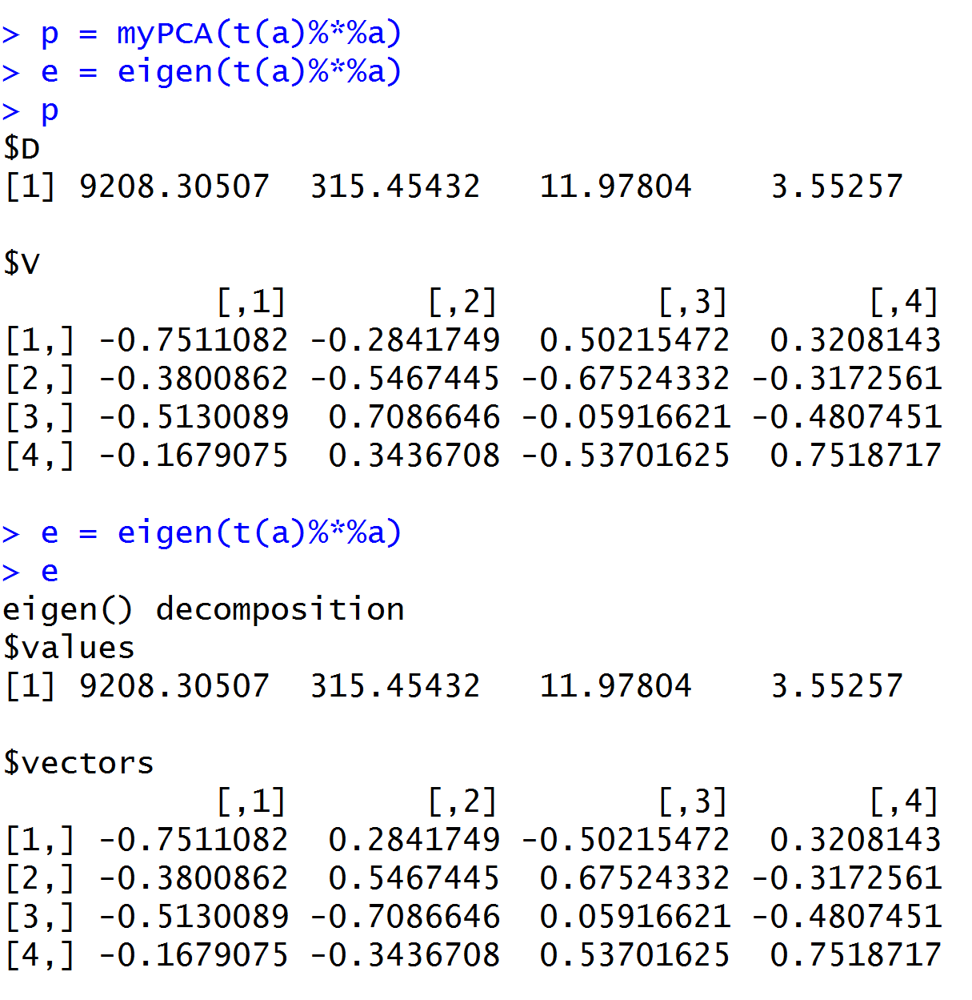 > p = myPCA(t(a)%*%a)
> e = eigen(t(a)%*%a)
> p
$D
[1] 9208.30507  315.45432   11.97804    3.55257
$V
           [,1]       [,2]        [,3]       [,4]
[1,] -0.7511082 -0.2841749  0.50215472  0.3208143
[2,] -0.3800862 -0.5467445 -0.67524332 -0.3172561
[3,] -0.5130089  0.7086646 -0.05916621 -0.4807451
[4,] -0.1679075  0.3436708 -0.53701625  0.7518717
> e = eigen(t(a)%*%a)
> e
eigen() decomposition
$values
[1] 9208.30507  315.45432   11.97804    3.55257
$vectors
           [,1]       [,2]        [,3]       [,4]
[1,] -0.7511082  0.2841749 -0.50215472  0.3208143
[2,] -0.3800862  0.5467445  0.67524332 -0.3172561
[3,] -0.5130089 -0.7086646  0.05916621 -0.4807451
[4,] -0.1679075 -0.3436708  0.53701625  0.7518717